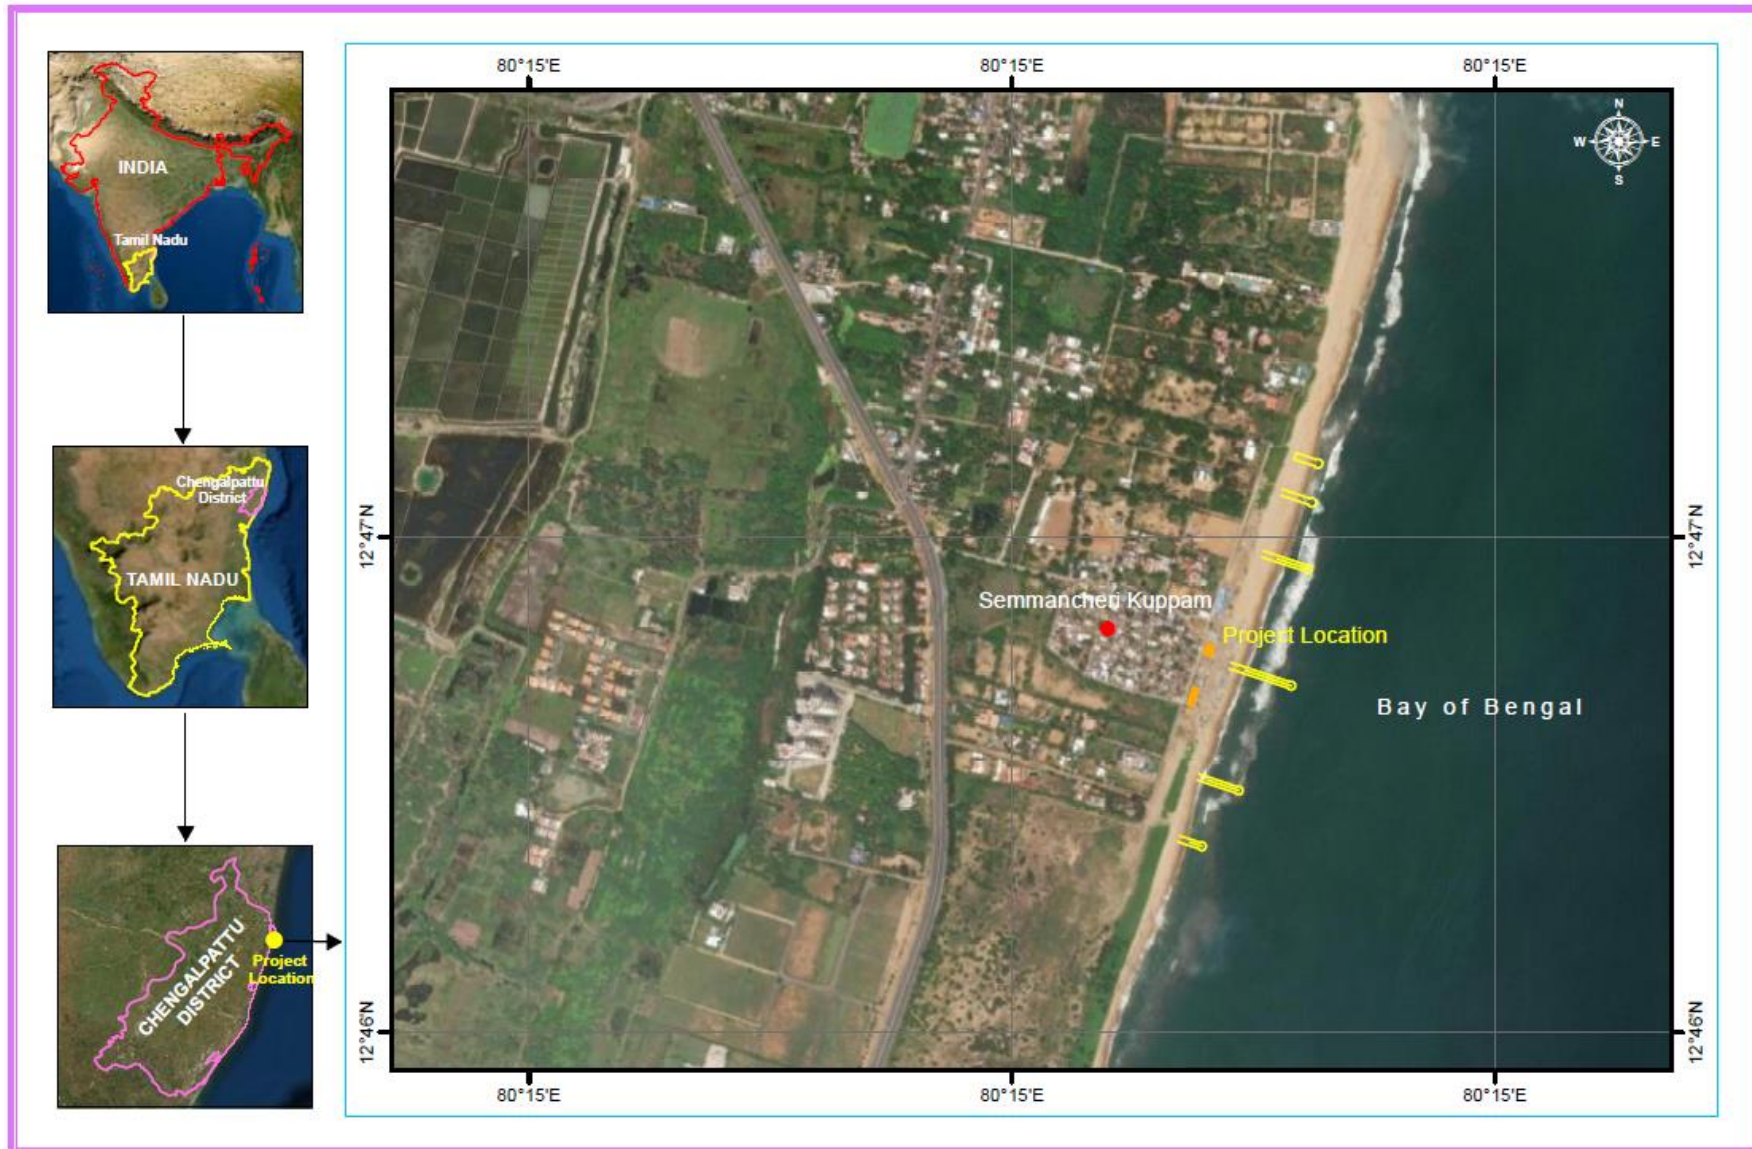 INDIA
Tamil Nadu
Chengalpattu
District
TAMIL NADU
CHENGALPATTU
DISTRICT
Project
Location
80°15'E
80°15'E
80°15'E
N
W
E
S
12°47'N
12°47'N
Semmancheri Kuppam
Project Location
Bay of Bengal
12°46'N
12°46'N
80°15'E
80°15'E
80°15'E